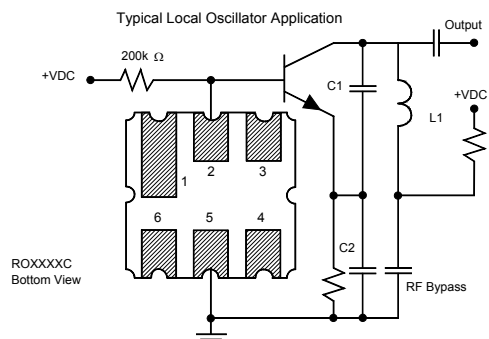 Typical Local Oscillator Application
Output
200k Ω
+VDC
C1
+VDC
L1
2
3
1
6
5
4
C2
ROXXXXC
Bottom View
RF Bypass